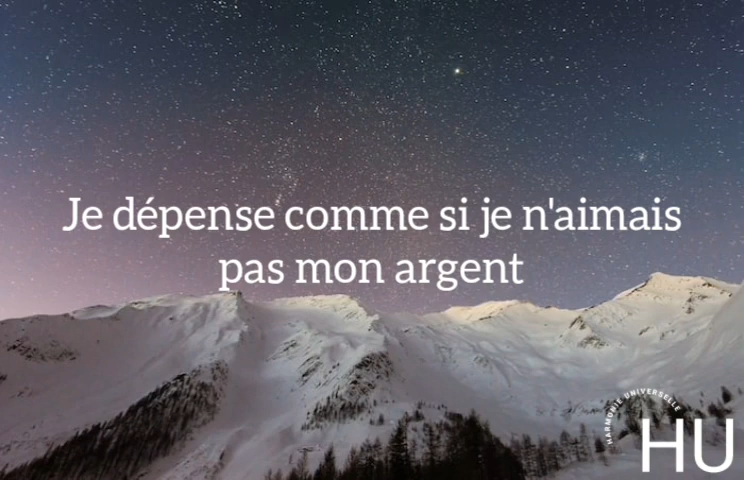 Je dépense comme si je n'aimais
pas mon argent
HARMONIE UNIVERSELLE
HU